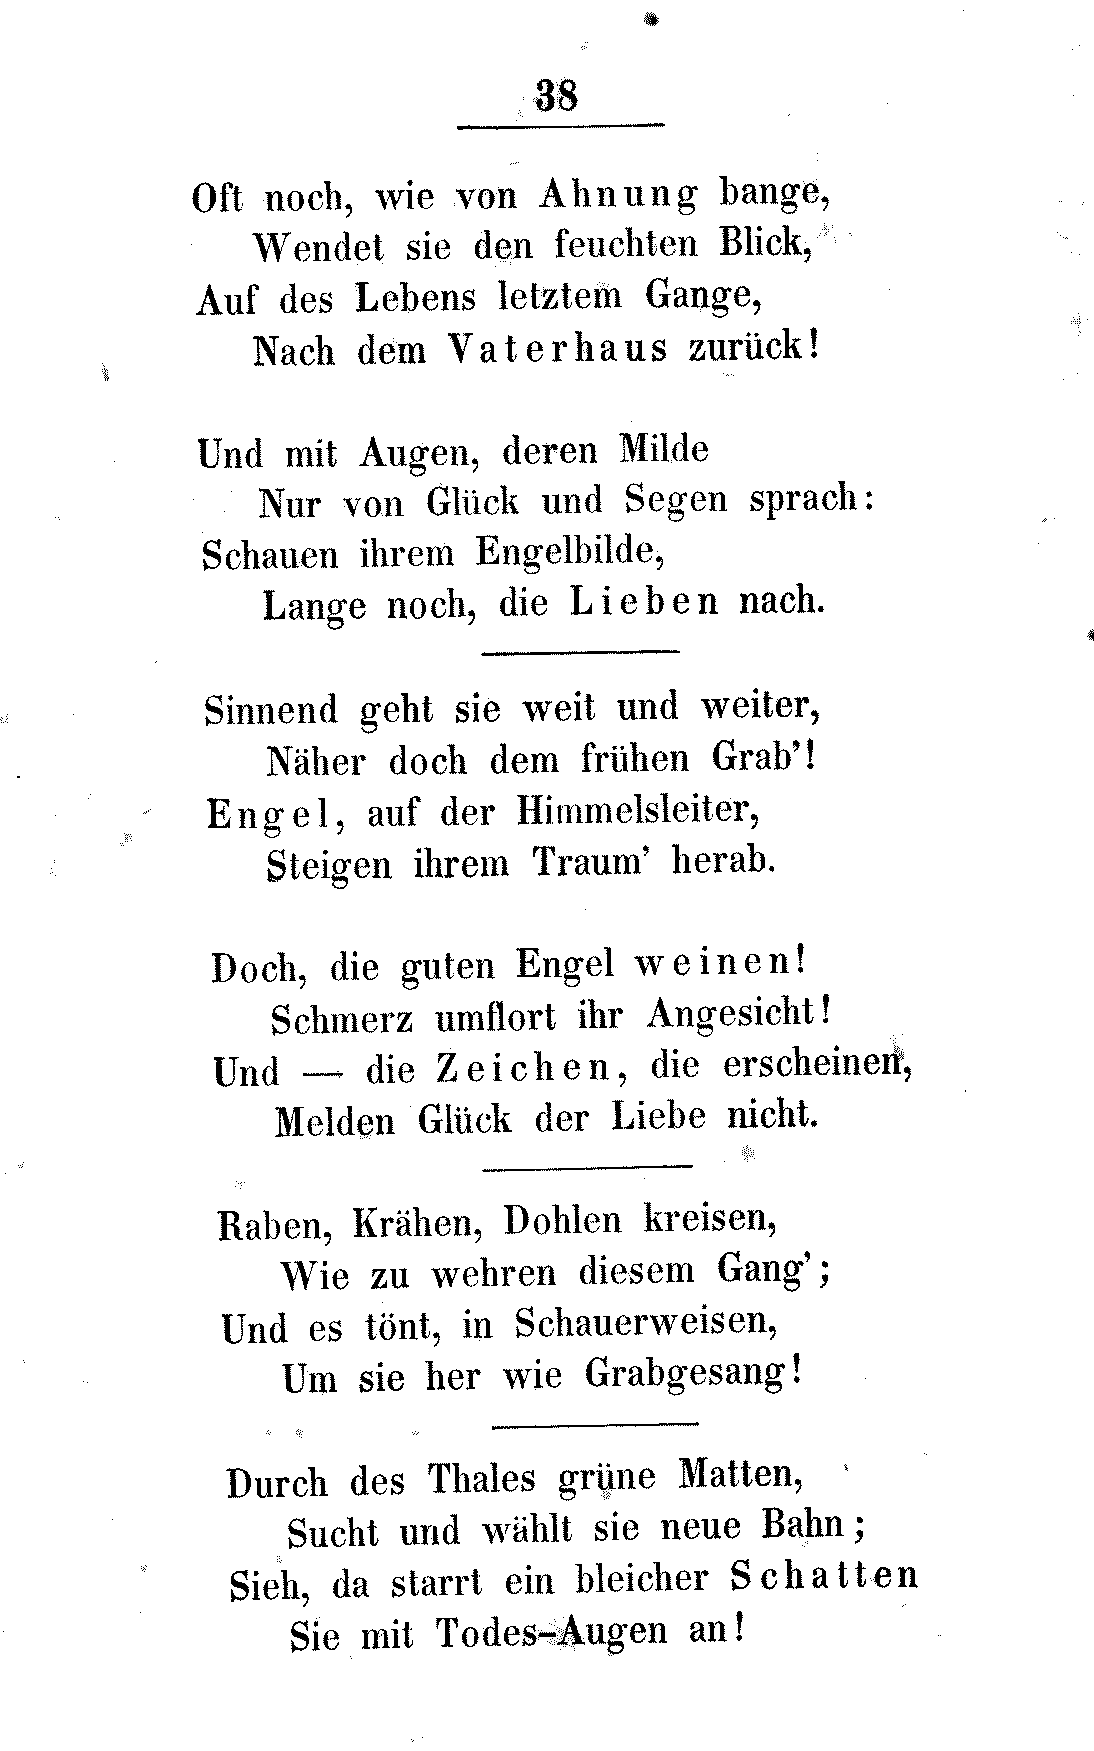 38
Oft noch, wie von Ahnung bange,
Wendet sie den feuchten Blick,
Auf des Lebens letztem Gange,
Nach dem Vaterhaus zurück!
Und mit Augen, deren Milde
Nur von Glück und Segen sprach:
Schauen ihrem Engelbilde,
Lange noch, die Lieben nach.
Sinnend geht sie weit und weiter,
Näher doch dem frühen Grab'!
Engel, auf der Himmelsleiter,
Steigen ihrem Traum' herab.
Doch, die guten Engel weinen!
Schmerz umflort ihr Angesicht!
Und — die Zeichen, die erscheinen,
Melden Glück der Liebe nicht.
Raben, Krähen, Dohlen kreisen,
Wie zu wehren diesem Gang';
Und es tönt, in Schauerweisen,
Um sie her wie Grabgesang!
Durch des Thales grüne Matten,
Sucht und wählt sie neue Bahn;
Sieh, da starrt ein bleicher Schatten
Sie mit Todes-Augen an!